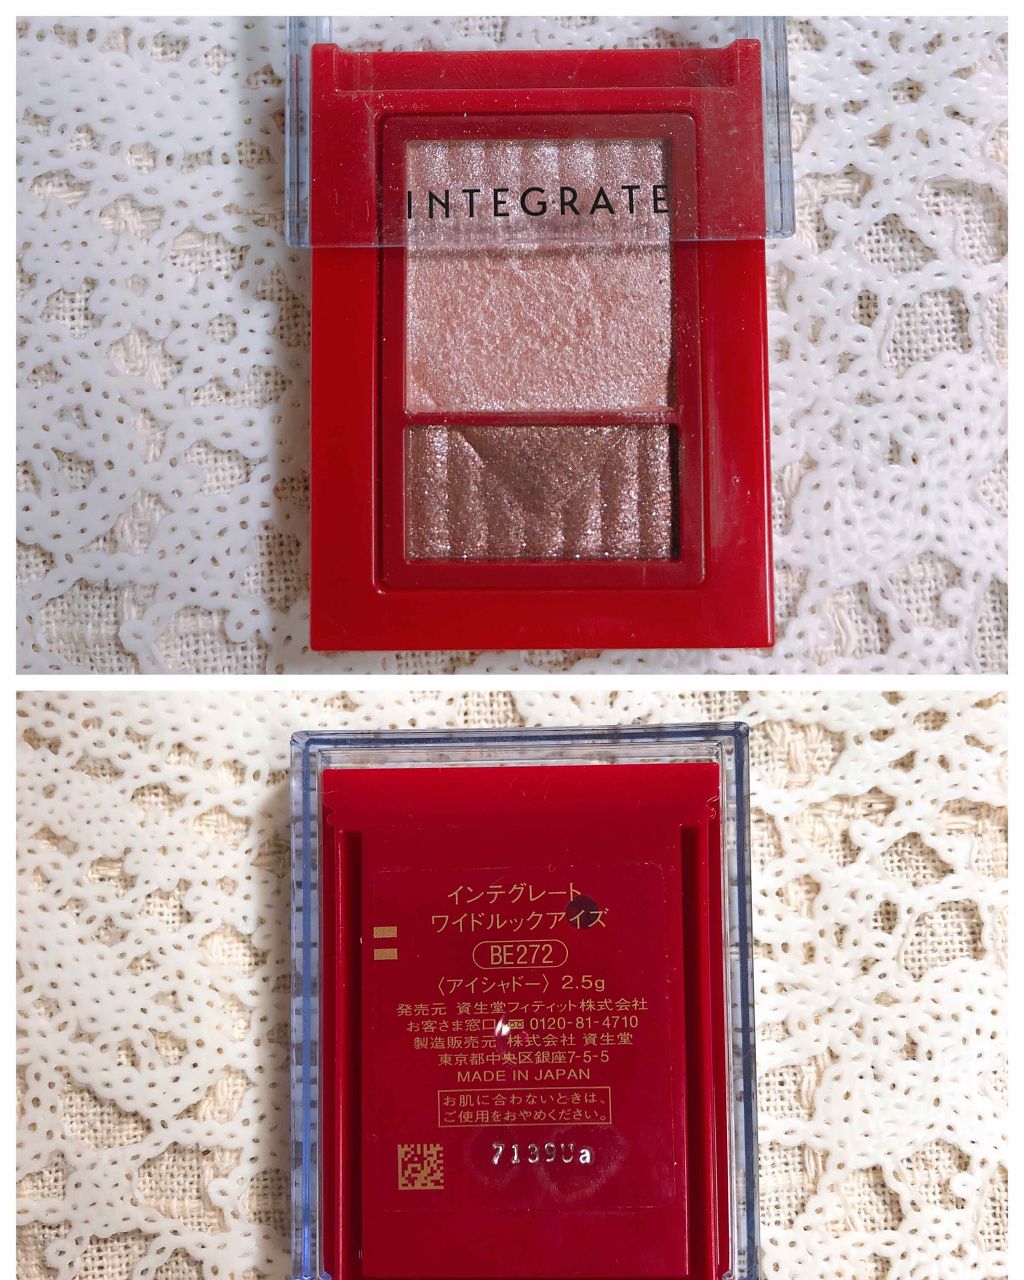 INTEGRATE
インテグレート
ワイドルックアイズ
BE272
〈アイシャドー〉 2.5g
発売元 資生堂フィティット株式会社
お客さま窓口 0120-81-4710
製造販売元 株式会社 資生堂
東京都中央区銀座7-5-5
MADE IN JAPAN
お肌に合わないときは、
ご使用をおやめください。
7139Ua